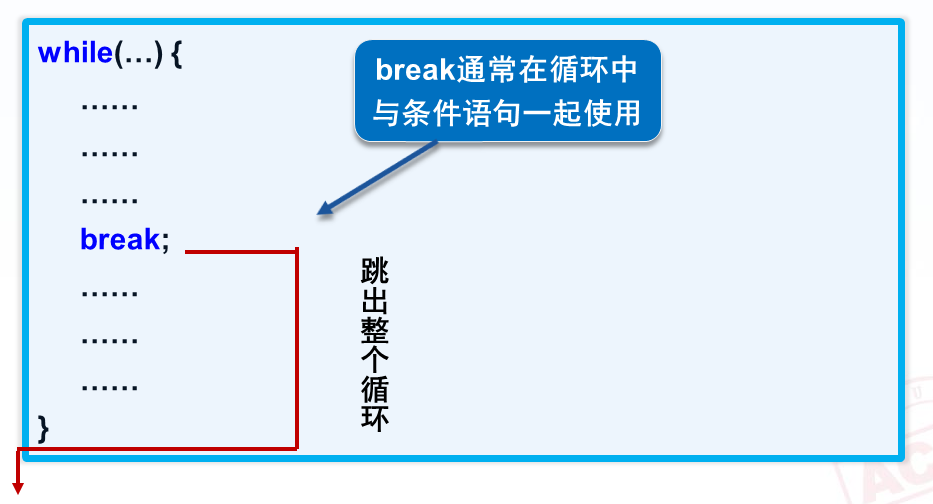 while(…) {
break通常在循环中
与条件语句一起使用
……
……
……
break;
跳出整个循环
……
……
……
}